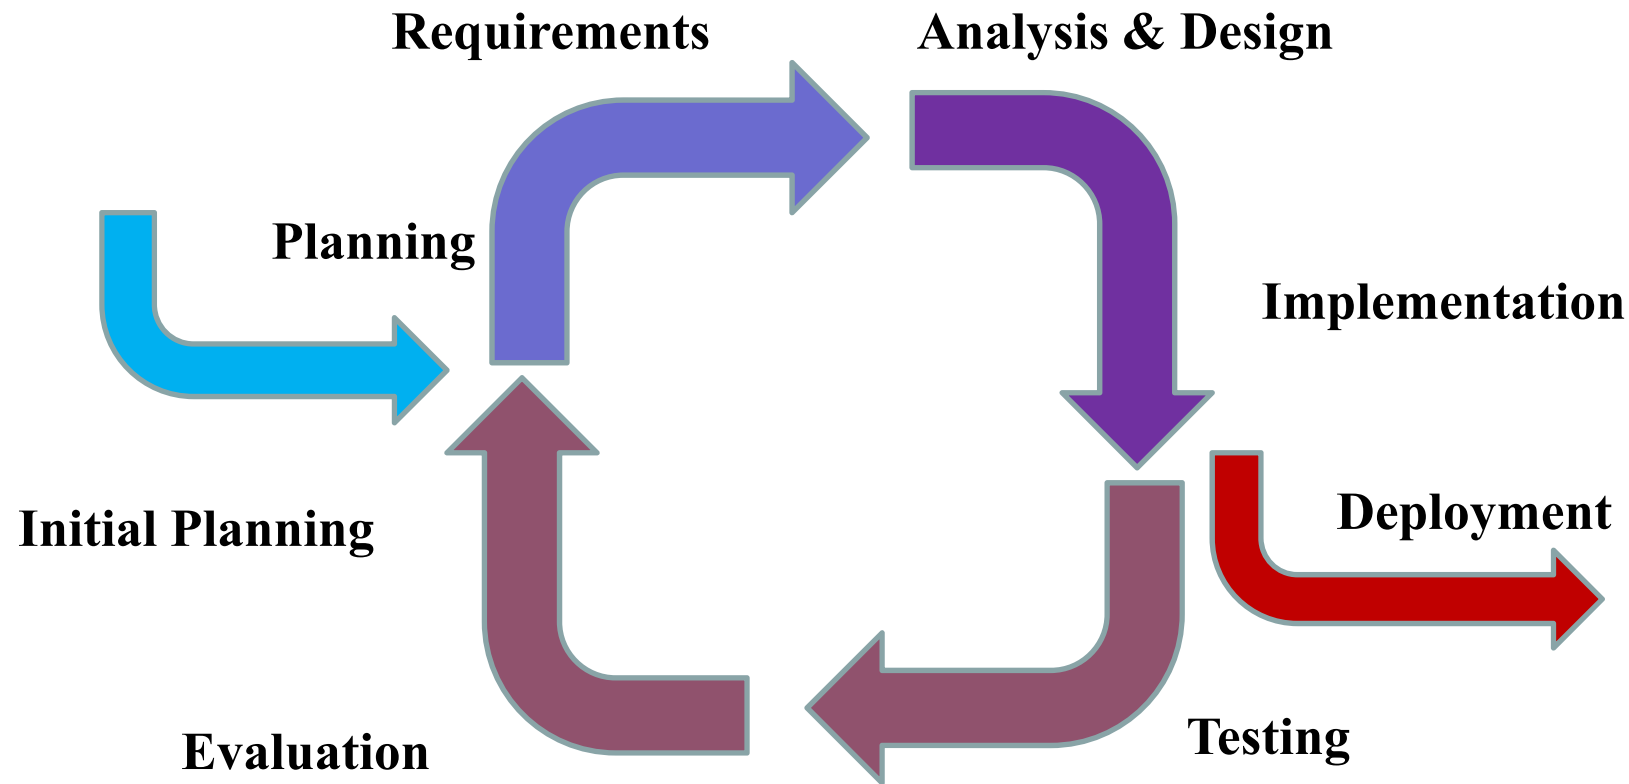 Requirements
Analysis & Design
Planning
Implementation
Initial Planning
Deployment
Evaluation
Testing